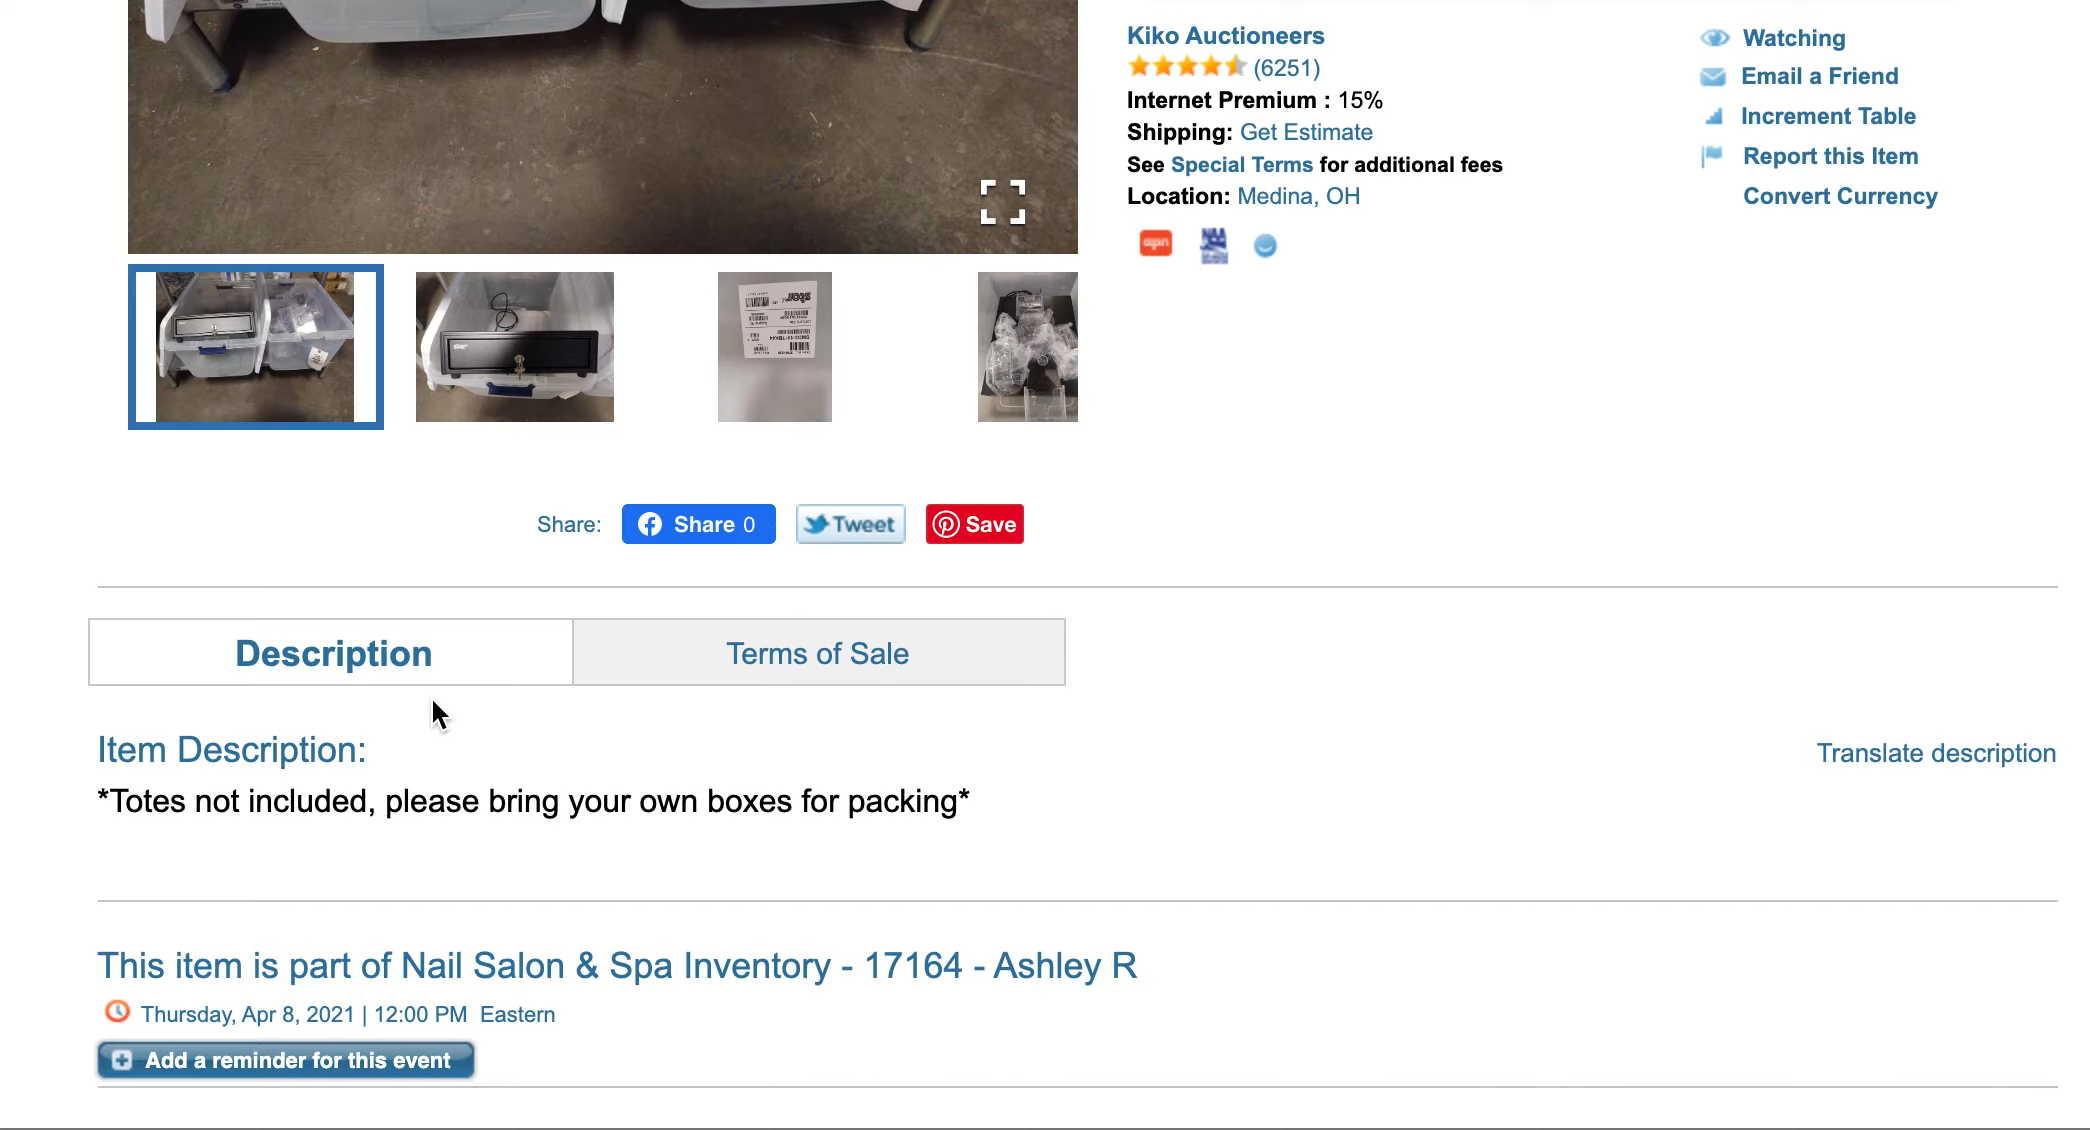 Kiko Auctioneers
(6251)
Internet Premium : 15%
Shipping: Get Estimate
See Special Terms for additional fees
Location: Medina, OH
Watching
Email a Friend
Increment Table
Report this Item
Convert Currency
apn
star
Share:
Share 0
Tweet
Save
Description
Terms of Sale
Item Description:
Translate description
*Totes not included, please bring your own boxes for packing*
This item is part of Nail Salon & Spa Inventory - 17164 - Ashley R
Thursday, Apr 8, 2021 | 12:00 PM Eastern
Add a reminder for this event